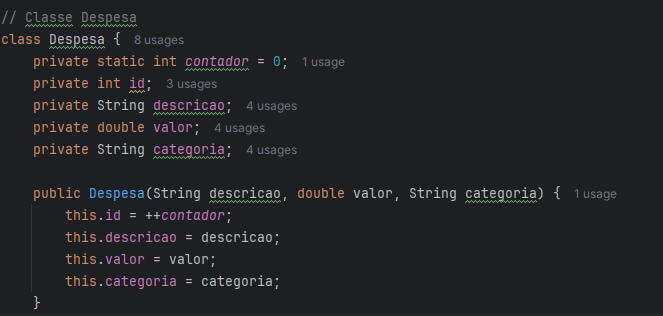 // Classe Despesa
class Despesa { 8 usages
private static int contador = 0; 1 usage
private int id; 3 usages
private String descricao; 4 usages
private double valor; 4 usages
private String categoria; 4 usages
public Despesa(String descricao, double valor, String categoria) { 1 usage
this.id = ++contador;
this.descricao = descricao;
this.valor = valor;
this.categoria = categoria;
}